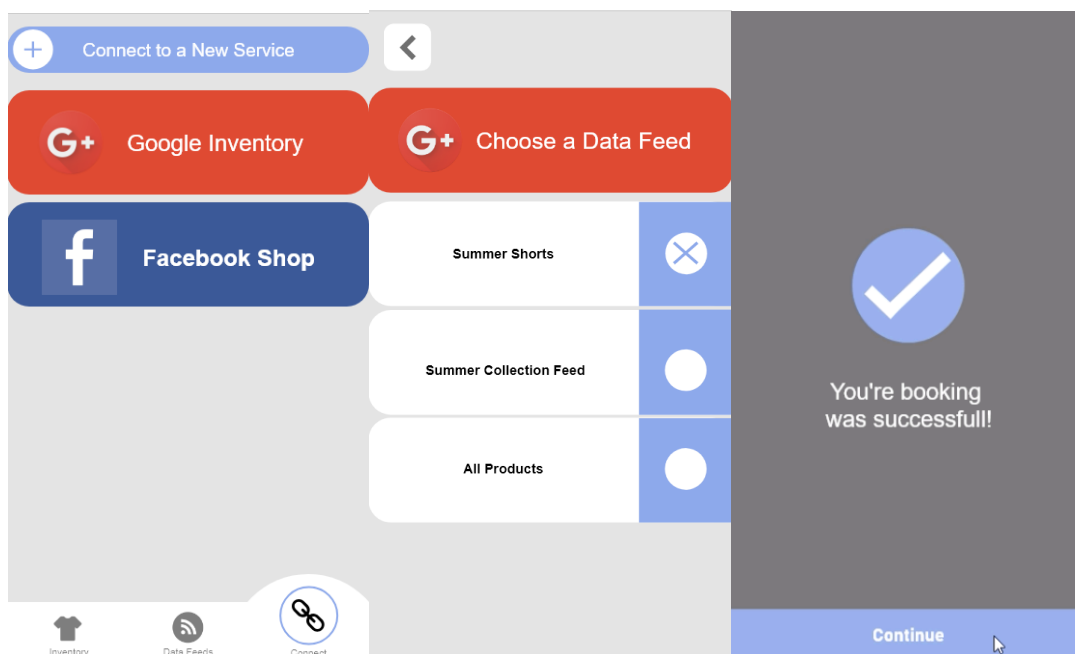 Connect to a New Service
G+ Google Inventory
f Facebook Shop
Inventory
Data Feeds
Connect
G+ Choose a Data Feed
Summer Shorts
Summer Collection Feed
All Products
You're booking
was successfull!
Continue